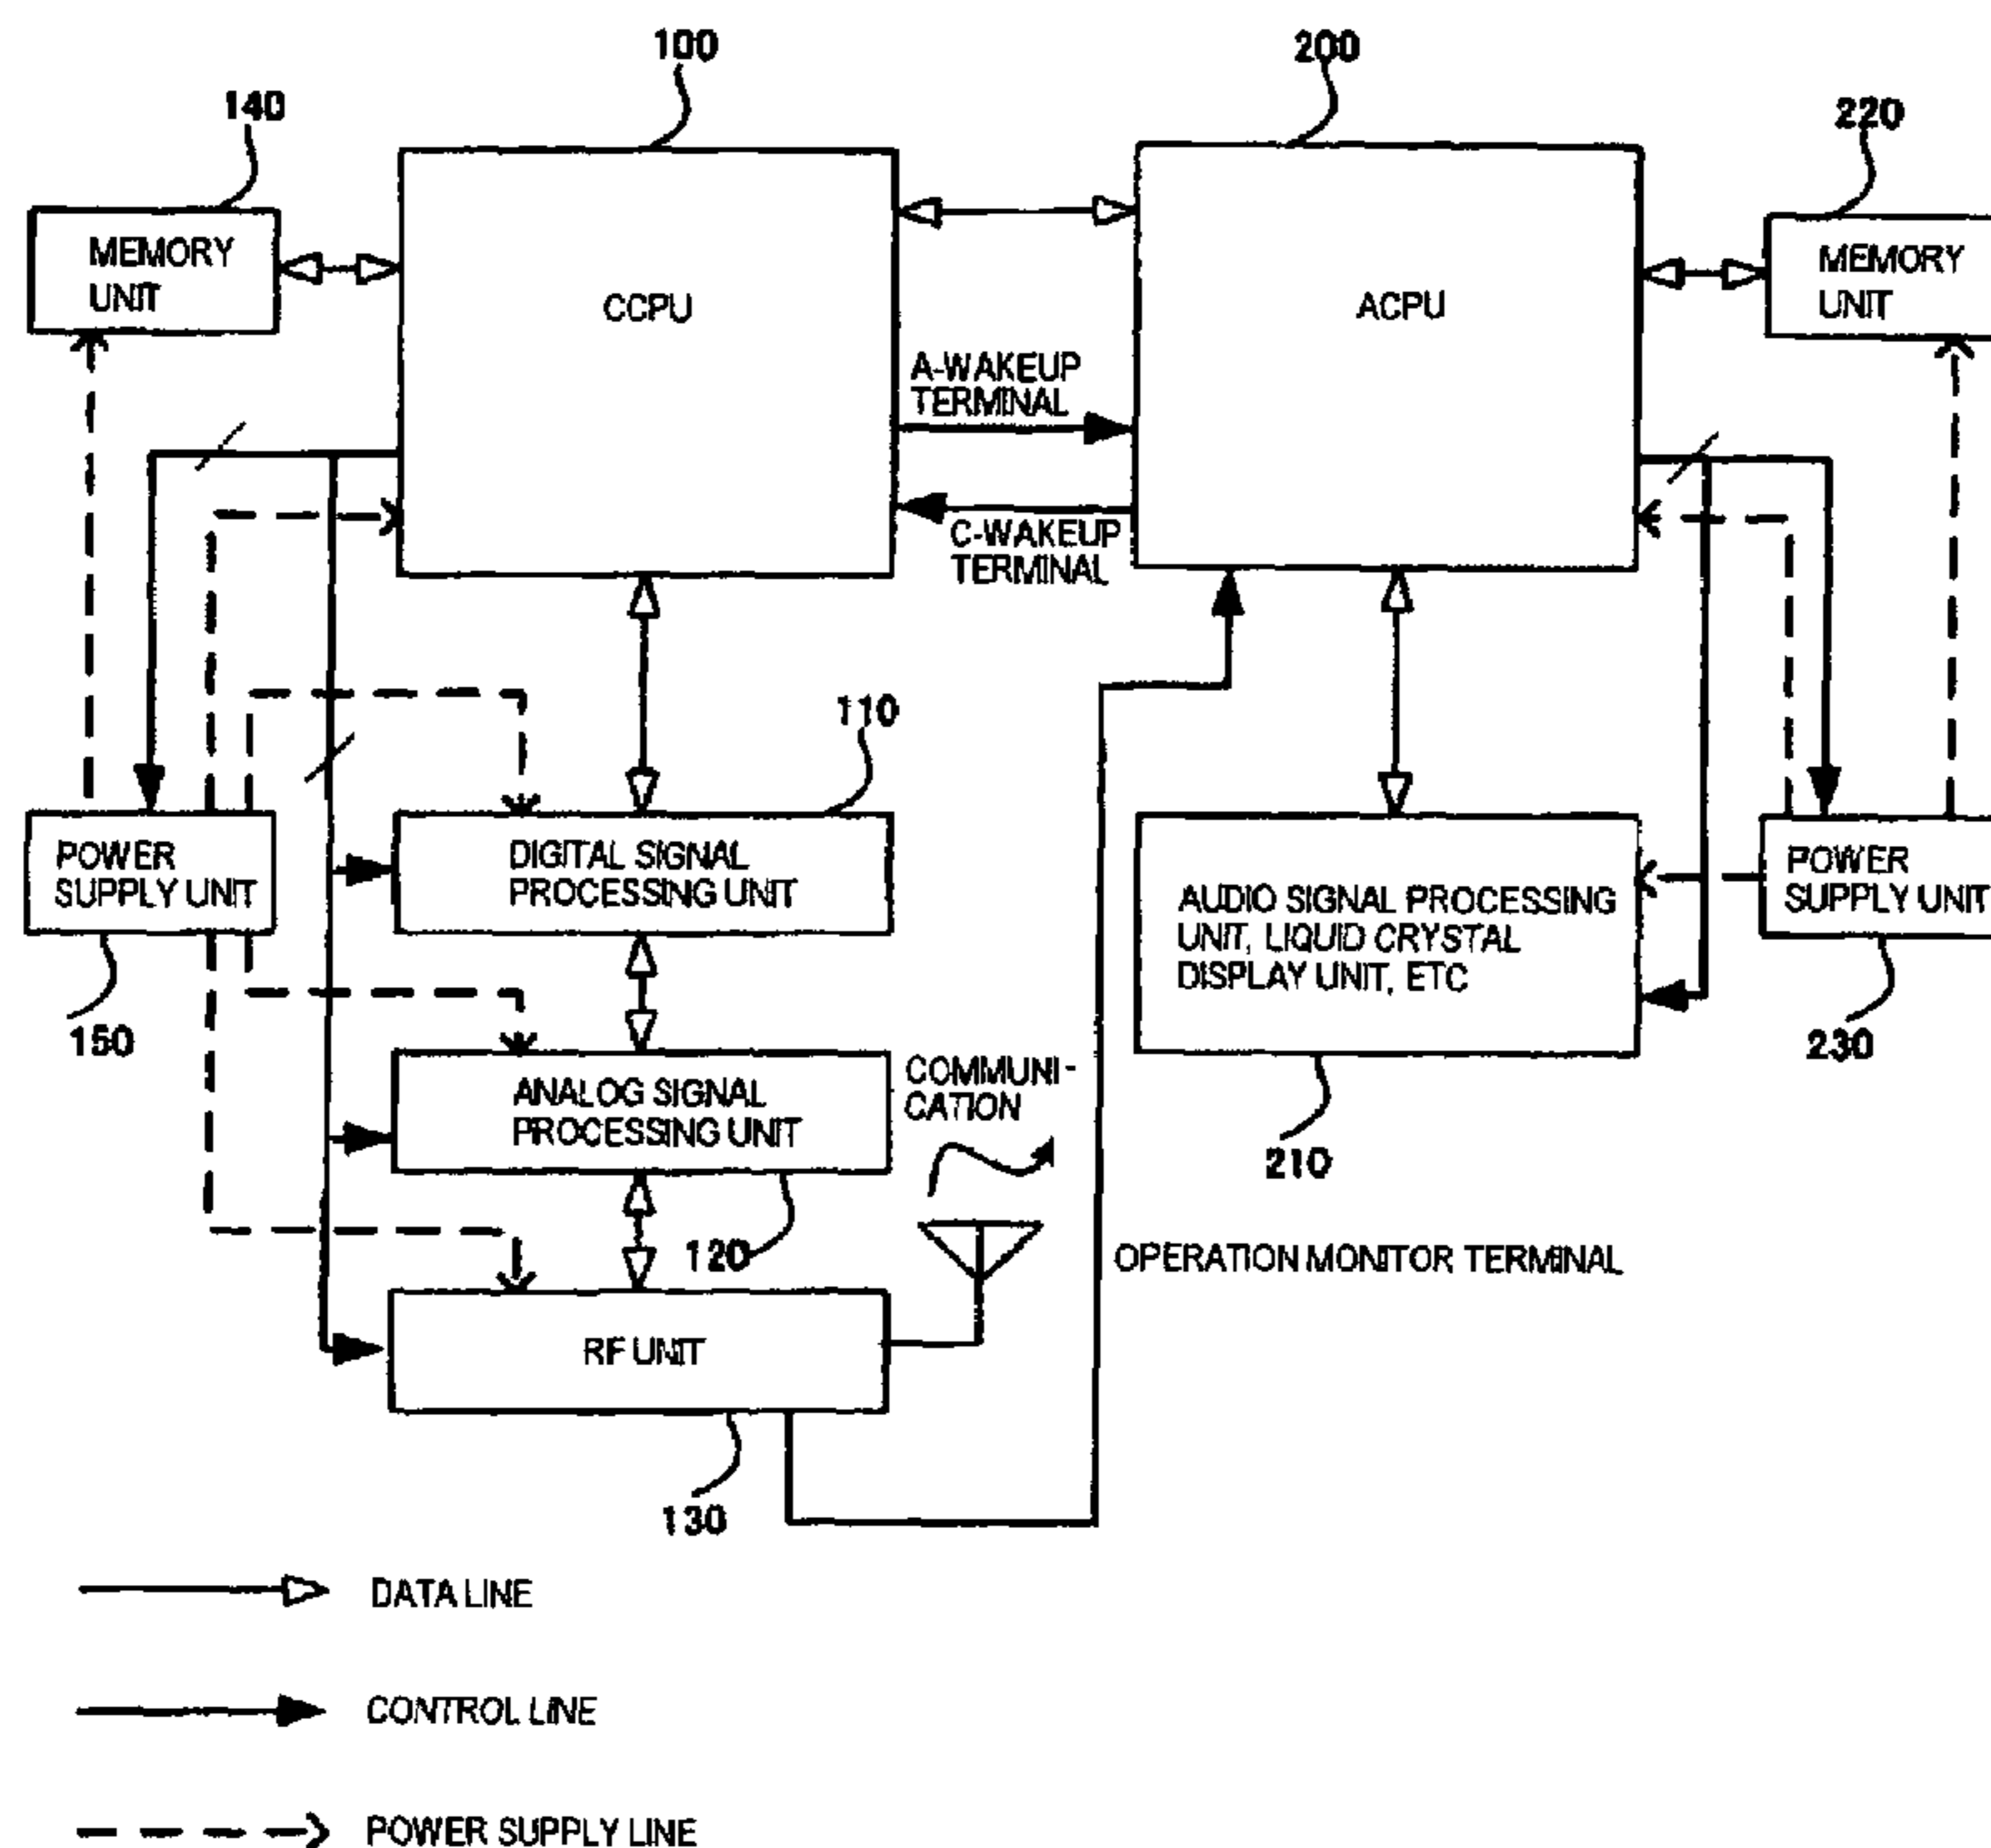 100
200
140
220
MEMORY
UNIT
CCPU
ACPU
MEMORY
UNIT
A-WAKEUP
TERMINAL
C-WAKEUP
TERMINAL
110
POWER
SUPPLY UNIT
DIGITAL SIGNAL
PROCESSING UNIT
AUDIO SIGNAL PROCESSING
UNIT, LIQUID CRYSTAL
DISPLAY UNIT, ETC
POWER
SUPPLY UNIT
150
230
ANALOG SIGNAL
PROCESSING UNIT
COMMUNI-
CATION
210
120
OPERATION MONITOR TERMINAL
RF UNIT
130
DATA LINE
CONTROL LINE
POWER SUPPLY LINE